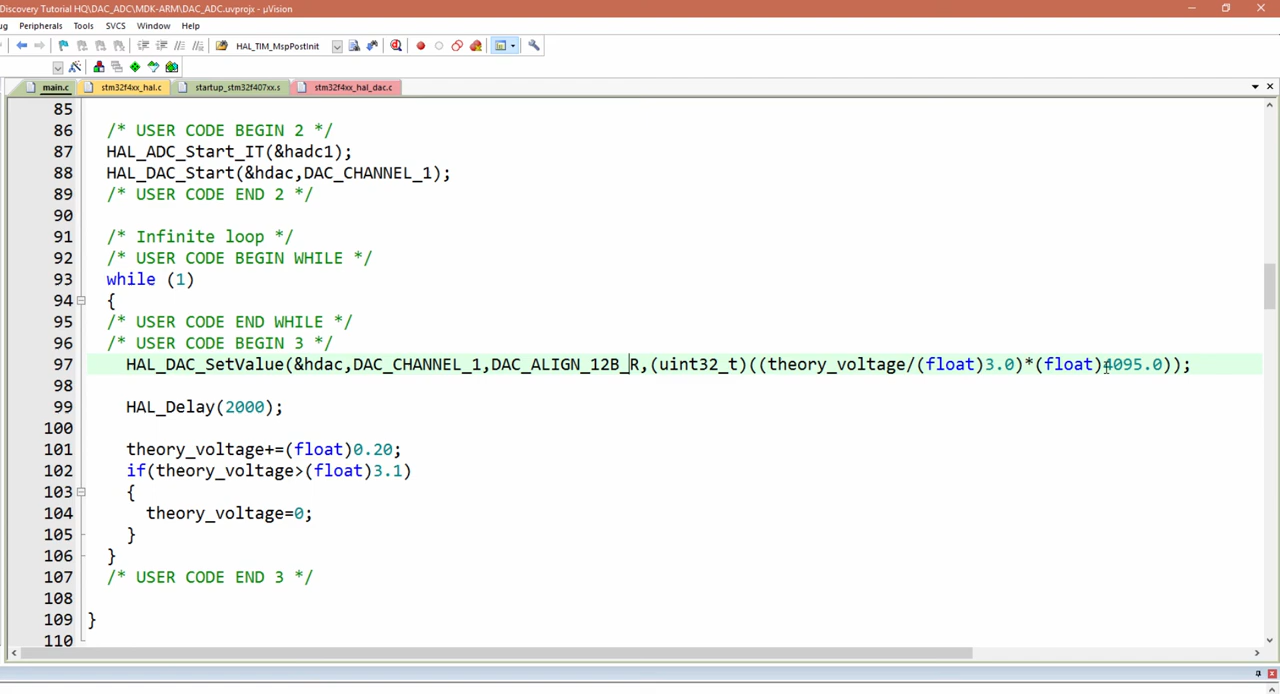 Discovery Tutorial HQ\DAC_ADC\MDK-ARM\DAC_ADC.uvprojx - µVision
ug Peripherals Tools SVCS Window Help
HAL_TIM_MspPostInit
main.c stm32f4xx_hal.c startup_stm32f407xx.s stm32f4xx_hal_dac.c
85
86 /* USER CODE BEGIN 2 */
87 HAL_ADC_Start_IT(&hadc1);
88 HAL_DAC_Start(&hdac,DAC_CHANNEL_1);
89 /* USER CODE END 2 */
90
91 /* Infinite loop */
92 /* USER CODE BEGIN WHILE */
93 while (1)
94 {
95 /* USER CODE END WHILE */
96 /* USER CODE BEGIN 3 */
97 HAL_DAC_SetValue(&hdac,DAC_CHANNEL_1,DAC_ALIGN_12B_R,(uint32_t)((theory_voltage/(float)3.0)*(float)4095.0));
98
99 HAL_Delay(2000);
100
101 theory_voltage+=(float)0.20;
102 if(theory_voltage>(float)3.1)
103 {
104 theory_voltage=0;
105 }
106 }
107 /* USER CODE END 3 */
108
109 }
110